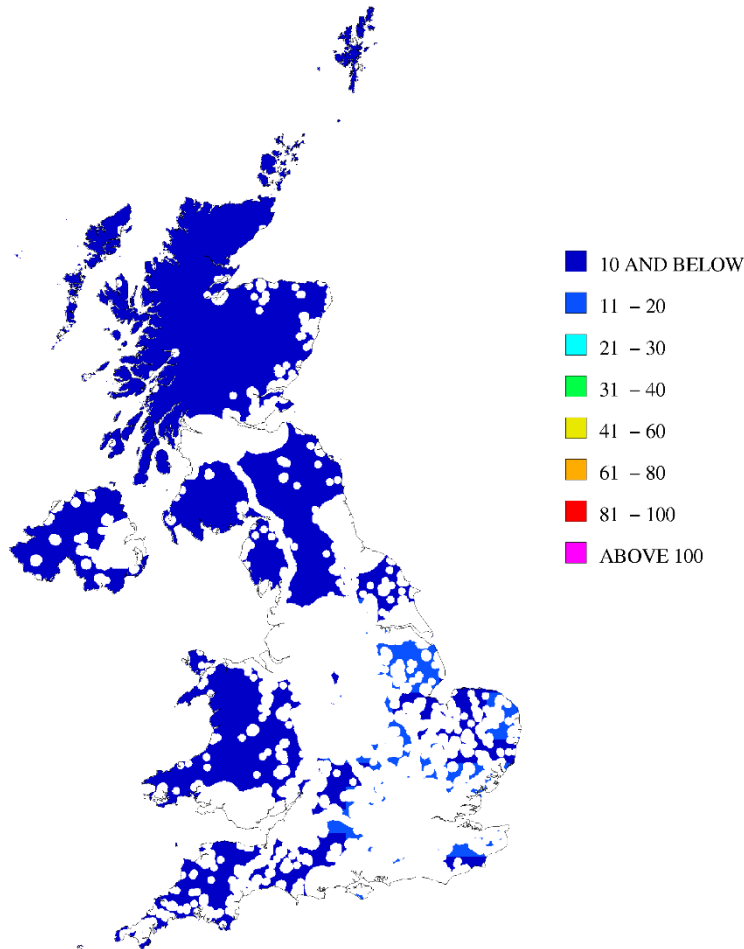 10 AND BELOW
11 – 20
21 – 30
31 – 40
41 – 60
61 – 80
81 – 100
ABOVE 100